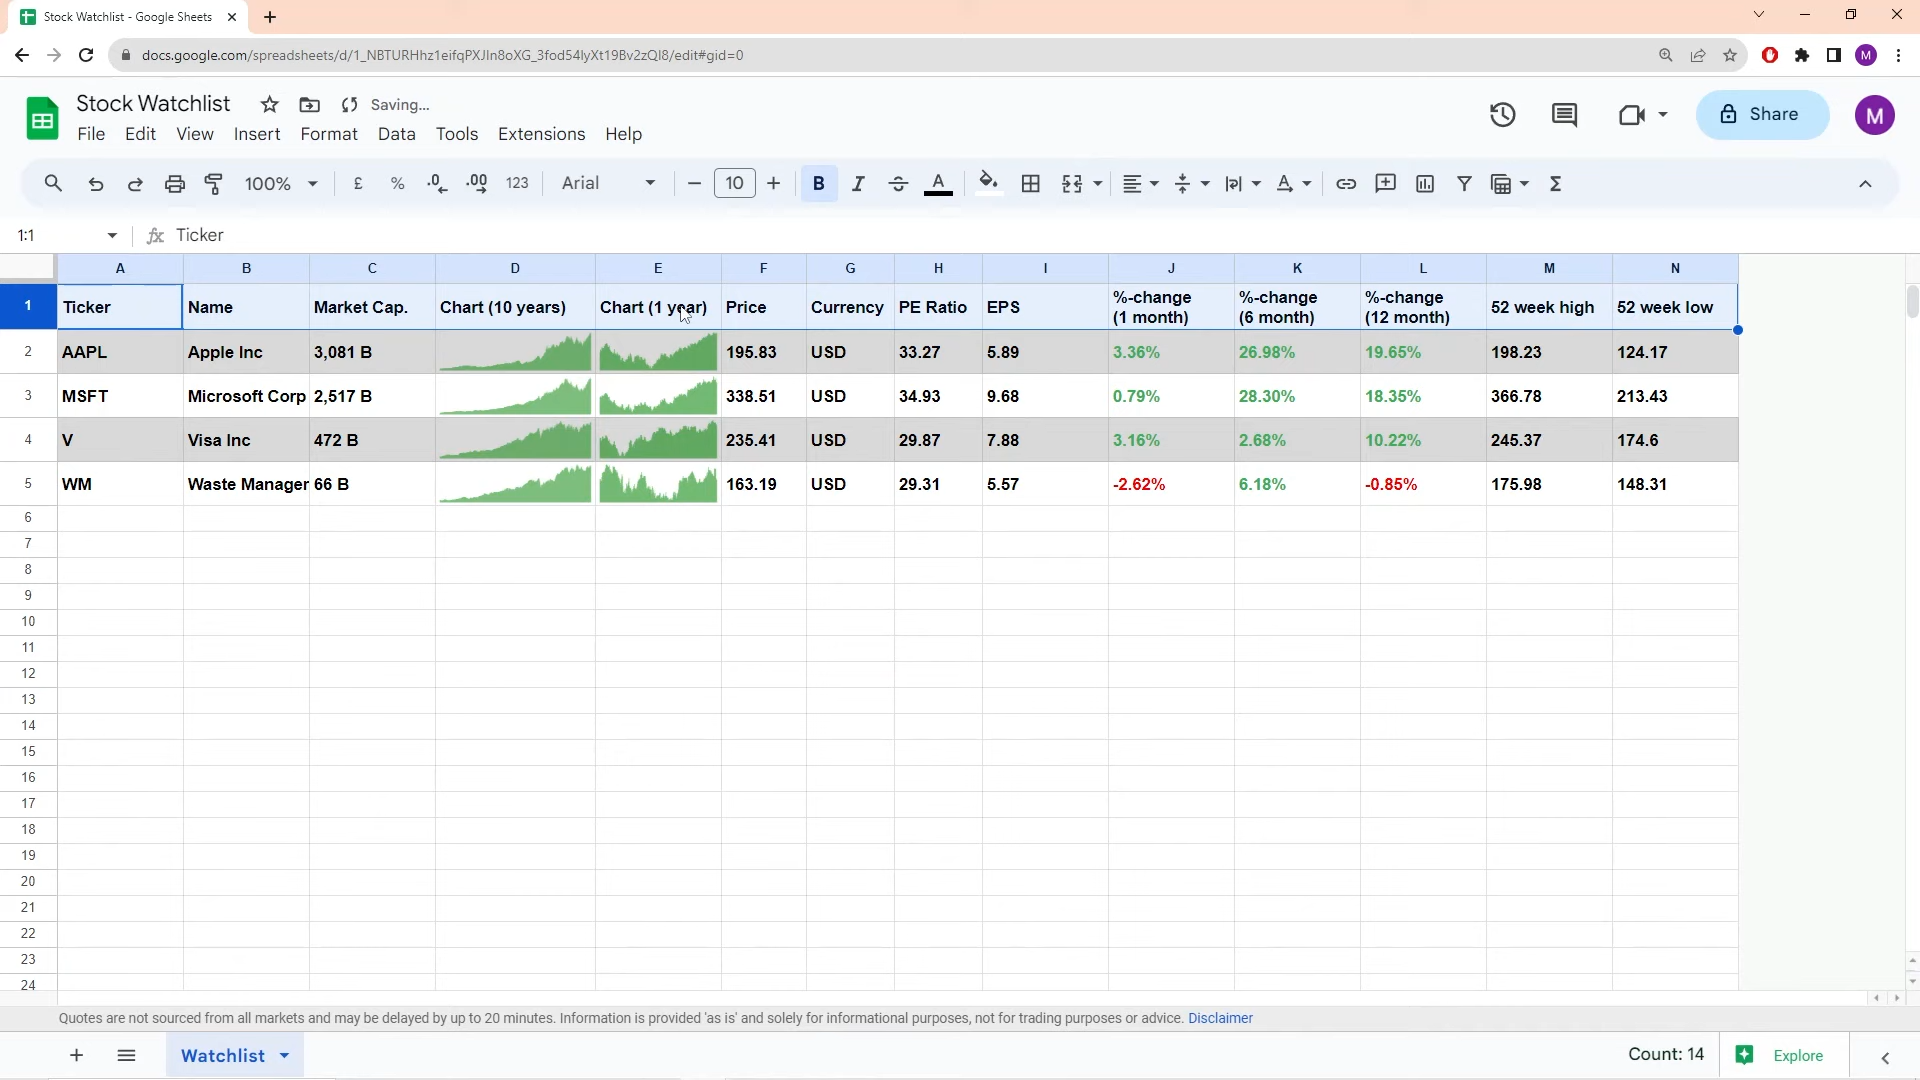 Stock Watchlist - Google Sheets
docs.google.com/spreadsheets/d/1_NBTURHhz1eifqPXJIn8oXG_3fod54lyXt19Bv2zQI8/edit#gid=0
M
Stock Watchlist Saving...
File Edit View Insert Format Data Tools Extensions Help
Share M
100% £ % .0 .00 123 Arial 10 B I S A A Σ
1:1 fx Ticker
A B C D E F G H I J K L M N
1 Ticker Name Market Cap. Chart (10 years) Chart (1 year) Price Currency PE Ratio EPS %-change (1 month) %-change (6 month) %-change (12 month) 52 week high 52 week low
2 AAPL Apple Inc 3,081 B 195.83 USD 33.27 5.89 3.36% 26.98% 19.65% 198.23 124.17
3 MSFT Microsoft Corp 2,517 B 338.51 USD 34.93 9.68 0.79% 28.30% 18.35% 366.78 213.43
4 V Visa Inc 472 B 235.41 USD 29.87 7.88 3.16% 2.68% 10.22% 245.37 174.6
5 WM Waste Manager 66 B 163.19 USD 29.31 5.57 -2.62% 6.18% -0.85% 175.98 148.31
6
7
8
9
10
11
12
13
14
15
16
17
18
19
20
21
22
23
24
Quotes are not sourced from all markets and may be delayed by up to 20 minutes. Information is provided 'as is' and solely for informational purposes, not for trading purposes or advice. Disclaimer
Watchlist Count: 14 Explore